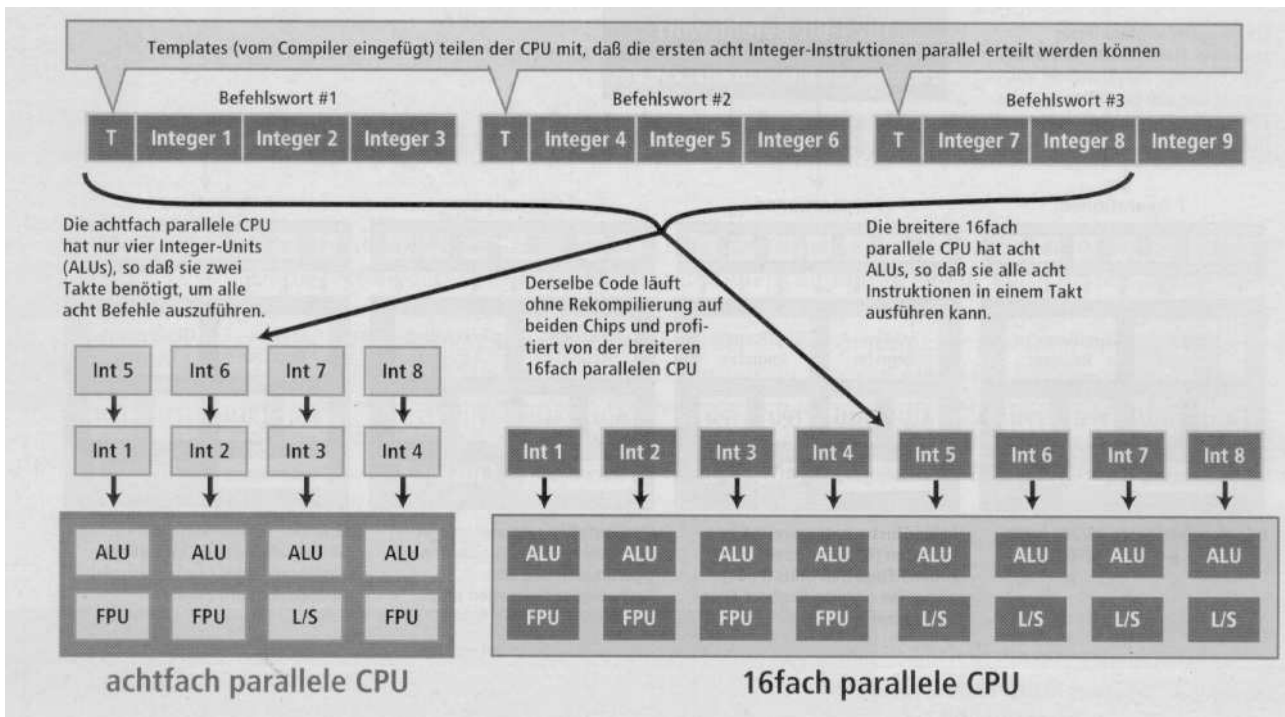 Templates (vom Compiler eingefügt) teilen der CPU mit, daß die ersten acht Integer-Instruktionen parallel erteilt werden können
Befehlswort #1
Befehlswort #2
Befehlswort #3
T Integer 1 Integer 2 Integer 3
T Integer 4 Integer 5 Integer 6
T Integer 7 Integer 8 Integer 9
Die achtfach parallele CPU
hat nur vier Integer-Units
(ALUs), so daß sie zwei
Takte benötigt, um alle
acht Befehle auszuführen.
Derselbe Code läuft
ohne Rekompilierung auf
beiden Chips und profi-
tiert von der breiteren
16fach parallelen CPU
Die breitere 16fach
parallele CPU hat acht
ALUs, so daß sie alle acht
Instruktionen in einem Takt
ausführen kann.
Int 5 Int 6 Int 7 Int 8
Int 1 Int 2 Int 3 Int 4
ALU ALU ALU ALU
FPU FPU L/S FPU
achtfach parallele CPU
Int 1 Int 2 Int 3 Int 4 Int 5 Int 6 Int 7 Int 8
ALU ALU ALU ALU ALU ALU ALU ALU
FPU FPU FPU FPU L/S L/S L/S L/S
16fach parallele CPU